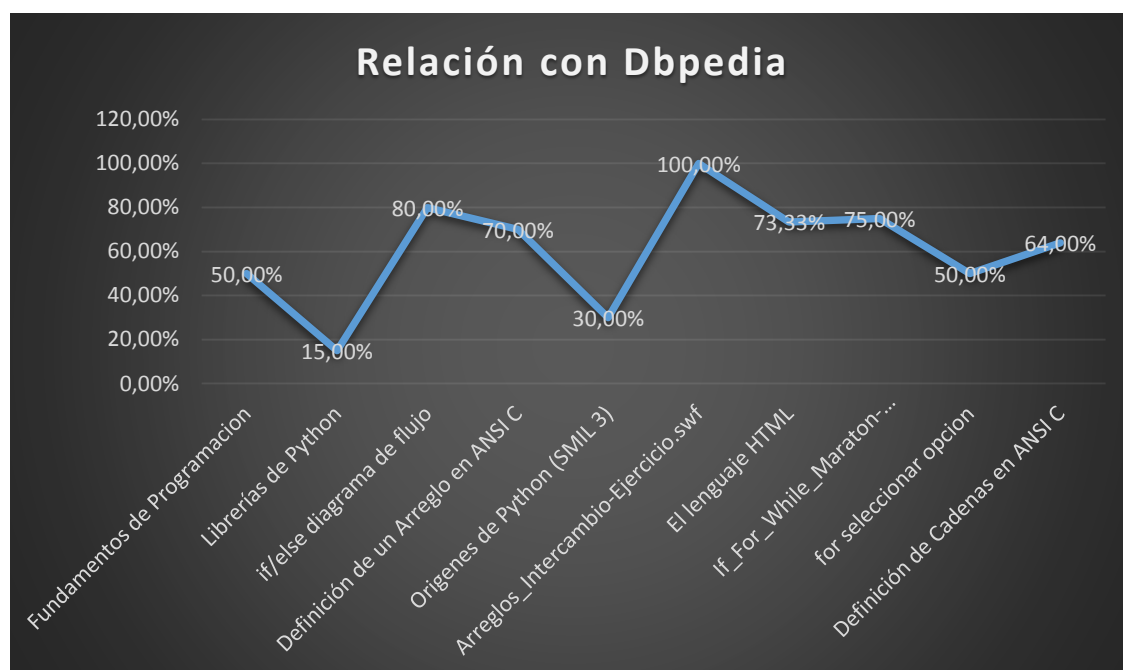 Relación con Dbpedia
120,00%
100,00%
80,00%
60,00%
40,00%
20,00%
0,00%
50,00%
15,00%
80,00%
70,00%
30,00%
100,00%
73,33%
75,00%
50,00%
64,00%
Fundamentos de Programacion
Librerías de Python
if/else diagrama de flujo
Definición de un Arreglo en ANSI C
Origenes de Python (SMIL 3)
Arreglos_Intercambio-Ejercicio.swf
El lenguaje HTML
If_For_While_Maraton-...
for seleccionar opcion
Definición de Cadenas en ANSI C